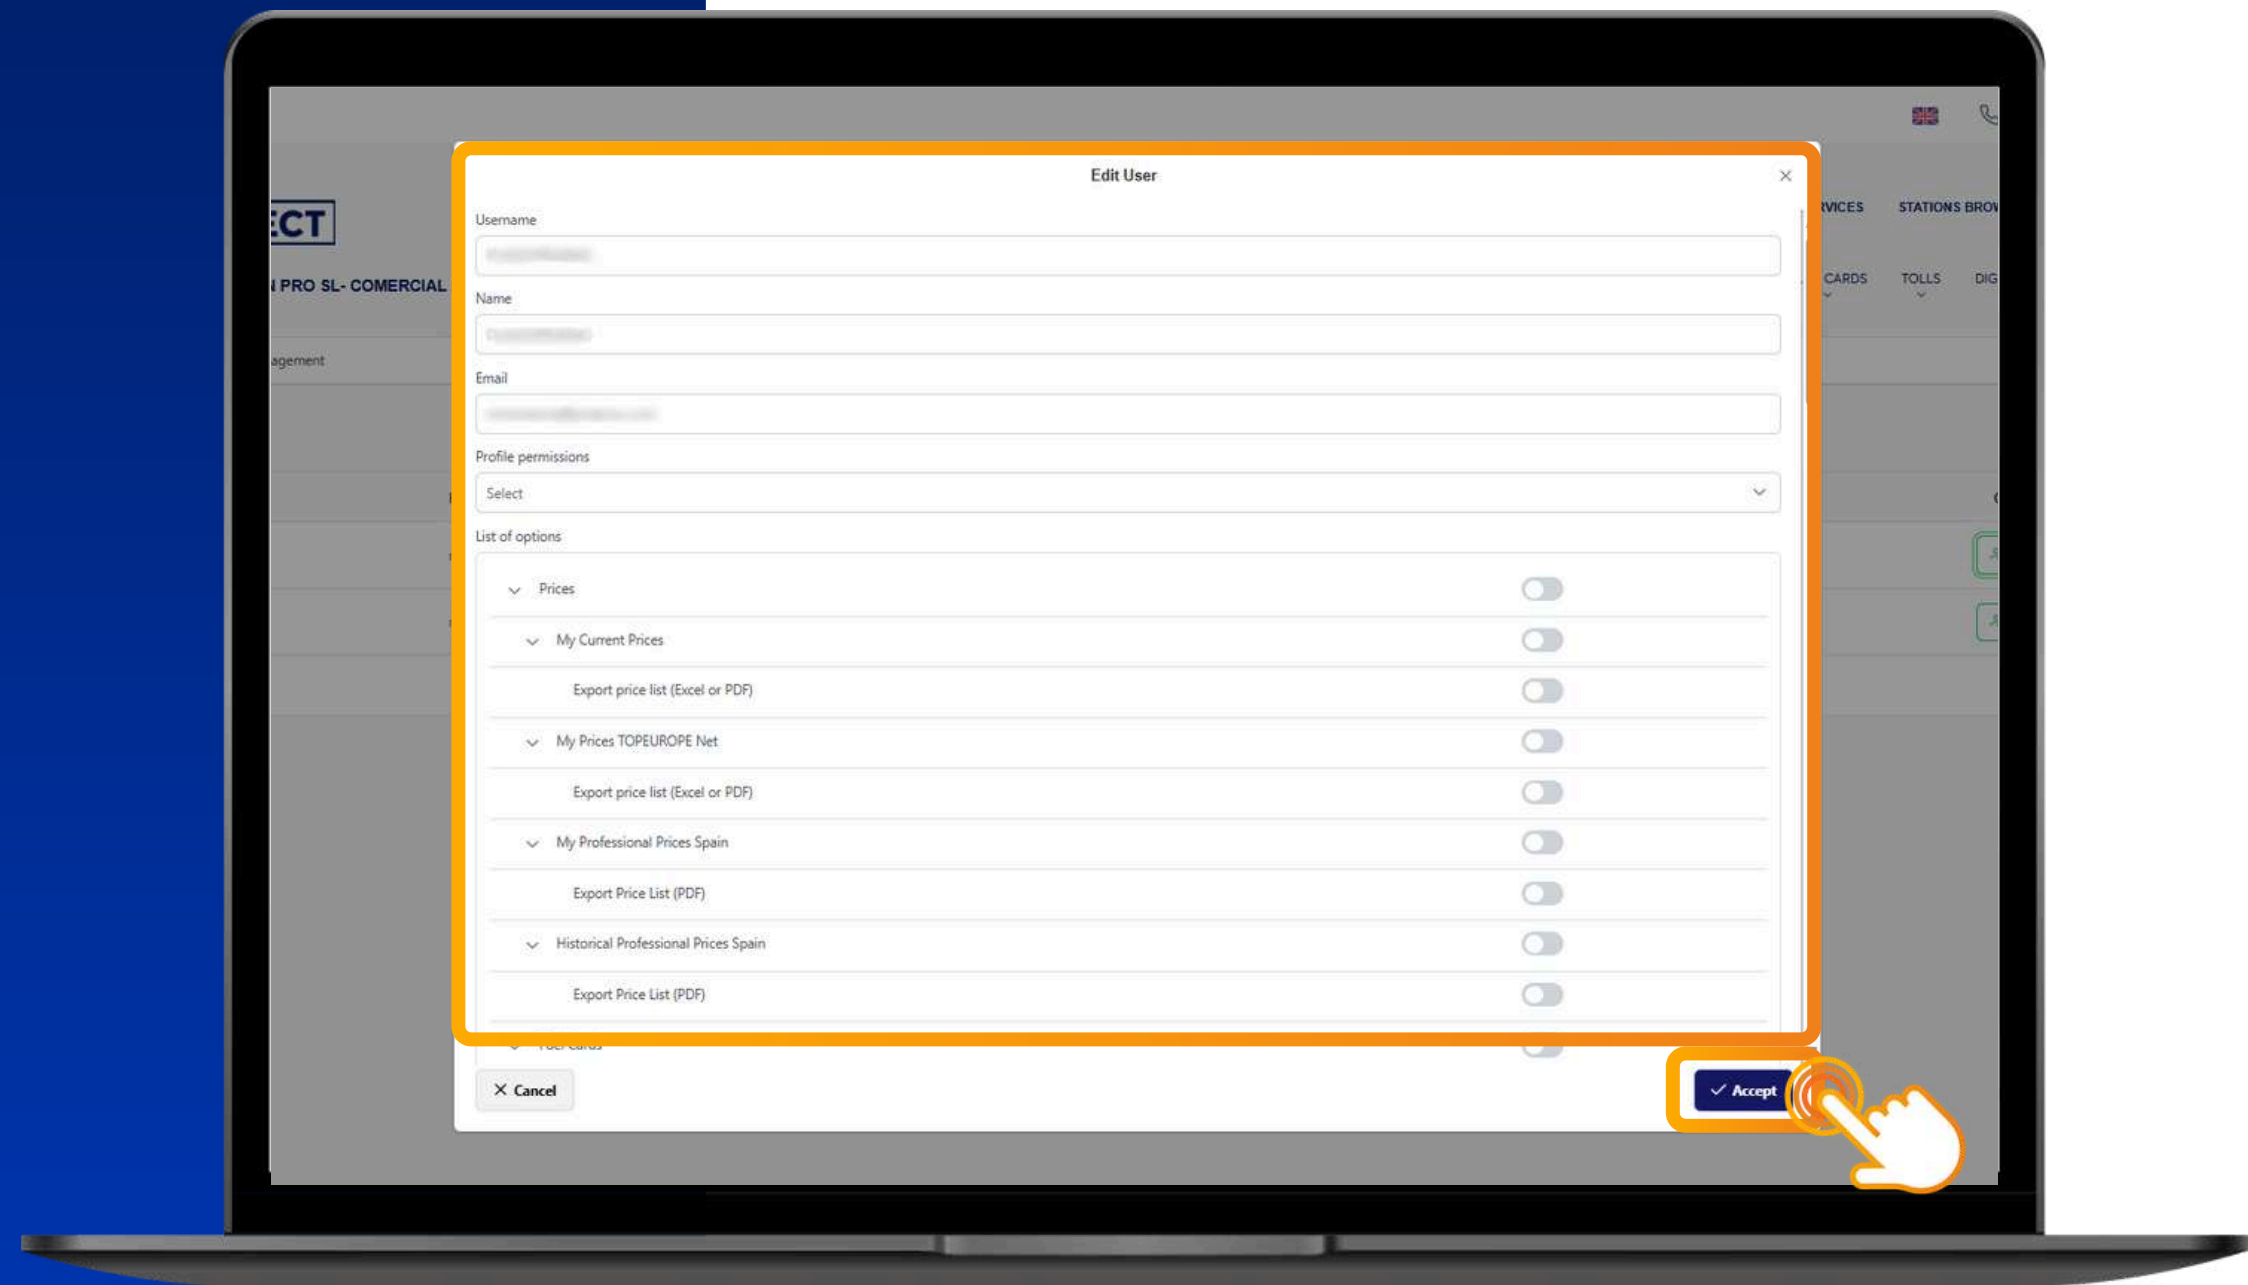 Edit User
ECT
RVICES STATIONS BROW
Username
PRO SL- COMERCIAL
CARDS TOLLS DIG
Name
agement
Email
Profile permissions
Select
List of options
Prices
My Current Prices
Export price list (Excel or PDF)
My Prices TOPEUROPE Net
Export price list (Excel or PDF)
My Professional Prices Spain
Export Price List (PDF)
Historical Professional Prices Spain
Export Price List (PDF)
Fuel Cards
Cancel
Accept